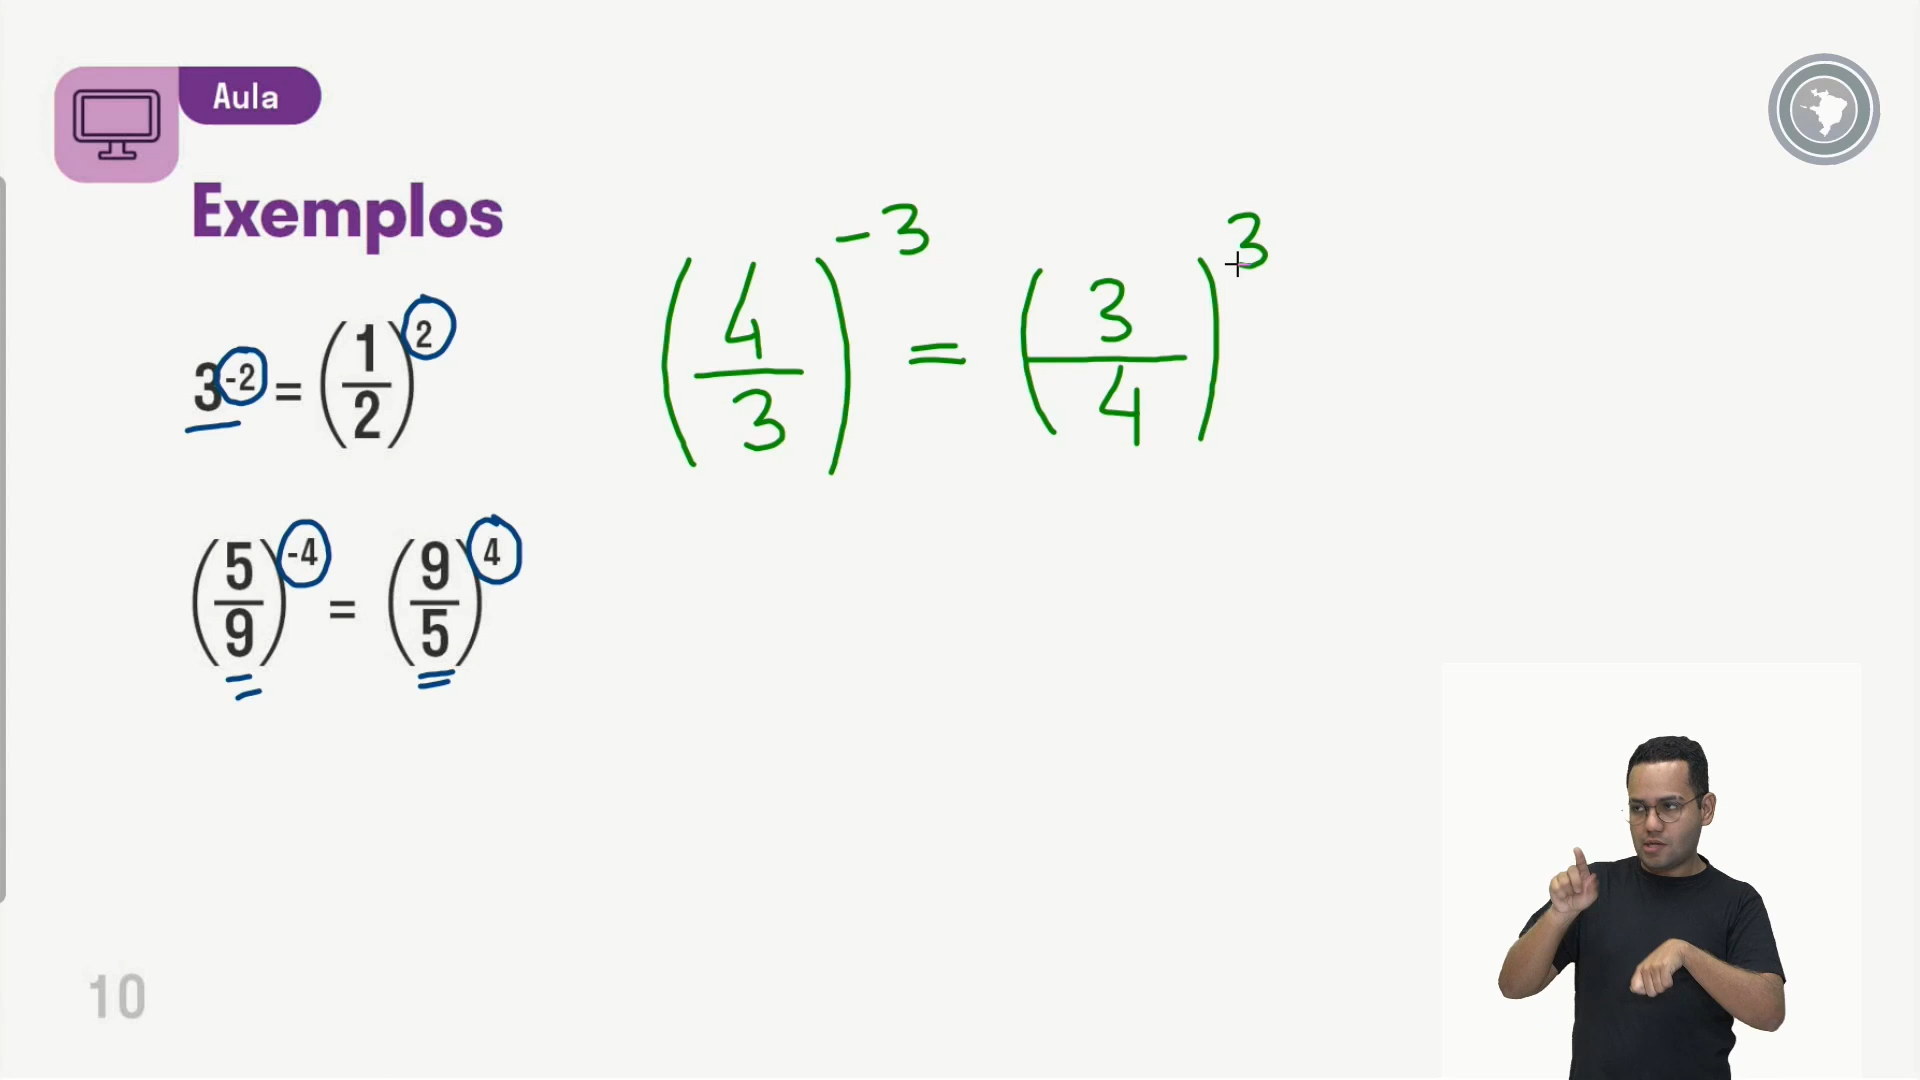 Aula
Exemplos
3^-2 = (1/2)^2
(5/9)^-4 = (9/5)^4
(4/3)^-3 = (3/4)^3
10